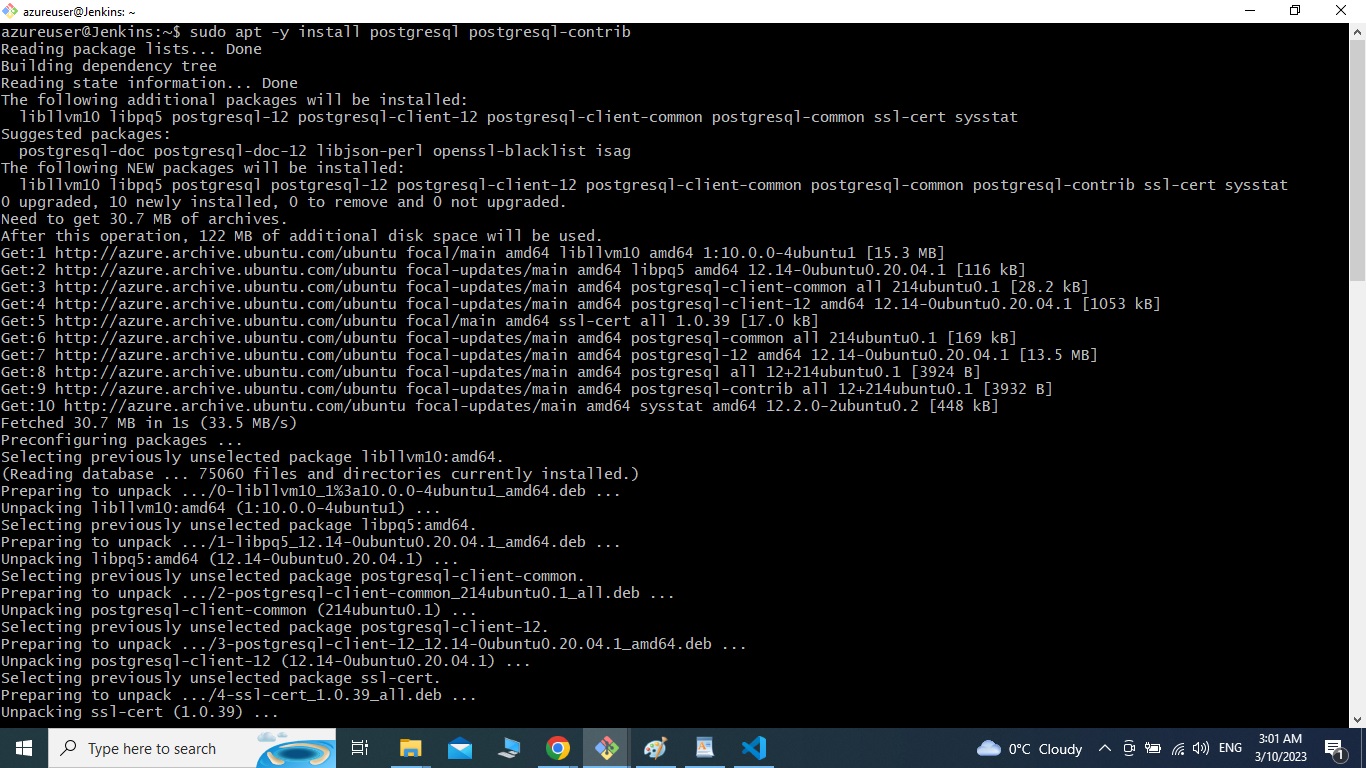 azureuser@Jenkins: ~
azureuser@Jenkins:~$ sudo apt -y install postgresql postgresql-contrib
Reading package lists... Done
Building dependency tree
Reading state information... Done
The following additional packages will be installed:
  libllvm10 libpq5 postgresql-12 postgresql-client-12 postgresql-client-common postgresql-common ssl-cert sysstat
Suggested packages:
  postgresql-doc postgresql-doc-12 libjson-perl openssl-blacklist isag
The following NEW packages will be installed:
  libllvm10 libpq5 postgresql postgresql-12 postgresql-client-12 postgresql-client-common postgresql-common postgresql-contrib ssl-cert sysstat
0 upgraded, 10 newly installed, 0 to remove and 0 not upgraded.
Need to get 30.7 MB of archives.
After this operation, 122 MB of additional disk space will be used.
Get:1 http://azure.archive.ubuntu.com/ubuntu focal/main amd64 libllvm10 amd64 1:10.0.0-4ubuntu1 [15.3 MB]
Get:2 http://azure.archive.ubuntu.com/ubuntu focal-updates/main amd64 libpq5 amd64 12.14-0ubuntu0.20.04.1 [116 kB]
Get:3 http://azure.archive.ubuntu.com/ubuntu focal-updates/main amd64 postgresql-client-common all 214ubuntu0.1 [28.2 kB]
Get:4 http://azure.archive.ubuntu.com/ubuntu focal-updates/main amd64 postgresql-client-12 amd64 12.14-0ubuntu0.20.04.1 [1053 kB]
Get:5 http://azure.archive.ubuntu.com/ubuntu focal/main amd64 ssl-cert all 1.0.39 [17.0 kB]
Get:6 http://azure.archive.ubuntu.com/ubuntu focal-updates/main amd64 postgresql-common all 214ubuntu0.1 [169 kB]
Get:7 http://azure.archive.ubuntu.com/ubuntu focal-updates/main amd64 postgresql-12 amd64 12.14-0ubuntu0.20.04.1 [13.5 MB]
Get:8 http://azure.archive.ubuntu.com/ubuntu focal-updates/main amd64 postgresql all 12+214ubuntu0.1 [3924 B]
Get:9 http://azure.archive.ubuntu.com/ubuntu focal-updates/main amd64 postgresql-contrib all 12+214ubuntu0.1 [3932 B]
Get:10 http://azure.archive.ubuntu.com/ubuntu focal-updates/main amd64 sysstat amd64 12.2.0-2ubuntu0.2 [448 kB]
Fetched 30.7 MB in 1s (33.5 MB/s)
Preconfiguring packages ...
Selecting previously unselected package libllvm10:amd64.
(Reading database ... 75060 files and directories currently installed.)
Preparing to unpack .../0-libllvm10_1%3a10.0.0-4ubuntu1_amd64.deb ...
Unpacking libllvm10:amd64 (1:10.0.0-4ubuntu1) ...
Selecting previously unselected package libpq5:amd64.
Preparing to unpack .../1-libpq5_12.14-0ubuntu0.20.04.1_amd64.deb ...
Unpacking libpq5:amd64 (12.14-0ubuntu0.20.04.1) ...
Selecting previously unselected package postgresql-client-common.
Preparing to unpack .../2-postgresql-client-common_214ubuntu0.1_all.deb ...
Unpacking postgresql-client-common (214ubuntu0.1) ...
Selecting previously unselected package postgresql-client-12.
Preparing to unpack .../3-postgresql-client-12_12.14-0ubuntu0.20.04.1_amd64.deb ...
Unpacking postgresql-client-12 (12.14-0ubuntu0.20.04.1) ...
Selecting previously unselected package ssl-cert.
Preparing to unpack .../4-ssl-cert_1.0.39_all.deb ...
Unpacking ssl-cert (1.0.39) ...
Type here to search
0°C Cloudy
ENG
3:01 AM
3/10/2023
1